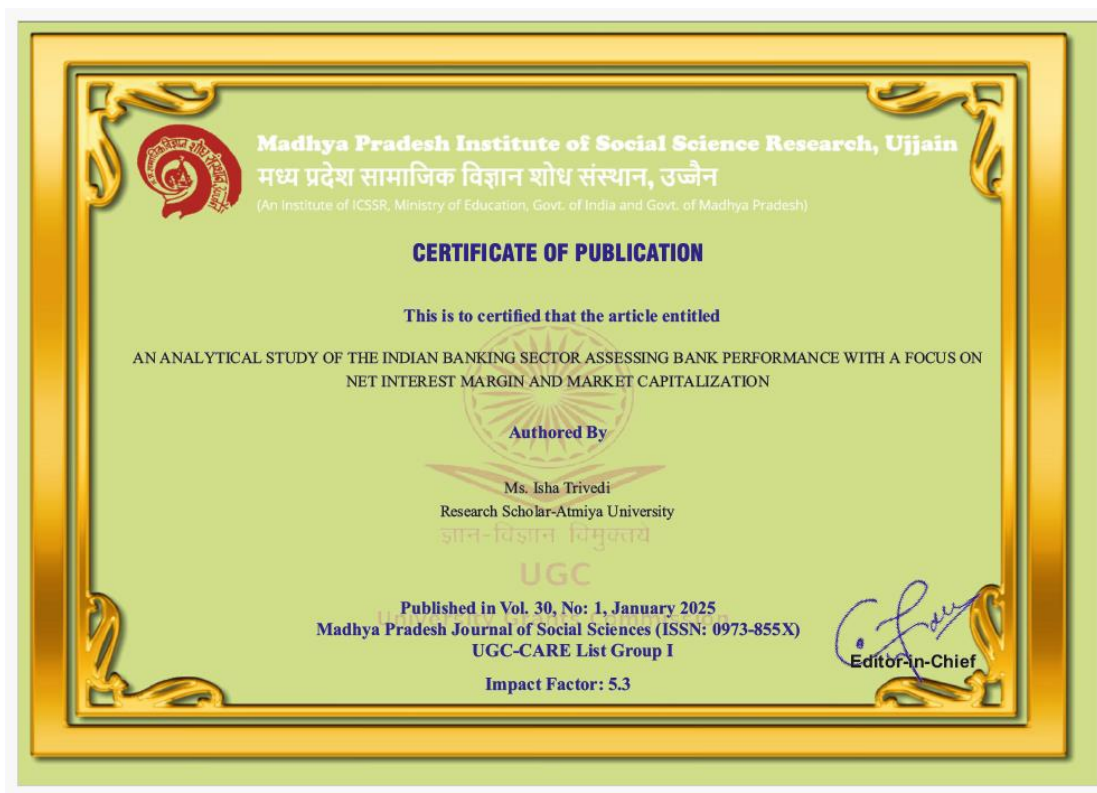 Madhya Pradesh Institute of Social Science Research, Ujjain
मध्य प्रदेश सामाजिक विज्ञान शोध संस्थान, उज्जैन
(An Institute of ICSSR, Ministry of Education, Govt. of India and Govt. of Madhya Pradesh)
CERTIFICATE OF PUBLICATION
This is to certified that the article entitled
AN ANALYTICAL STUDY OF THE INDIAN BANKING SECTOR ASSESSING BANK PERFORMANCE WITH A FOCUS ON
NET INTEREST MARGIN AND MARKET CAPITALIZATION
Authored By
Ms. Isha Trivedi
Research Scholar-Atmiya University
ज्ञान-विज्ञान विमुक्तये
UGC
University Grants Commission
Published in Vol. 30, No: 1, January 2025
Madhya Pradesh Journal of Social Sciences (ISSN: 0973-855X)
UGC-CARE List Group I
Editor-in-Chief
Impact Factor: 5.3